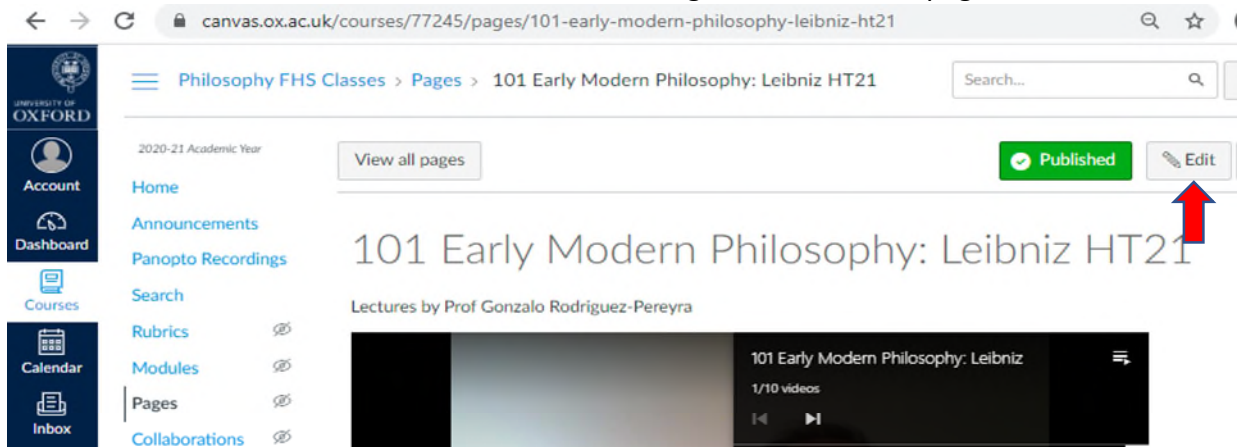 canvas.ox.ac.uk/courses/77245/pages/101-early-modern-philosophy-leibniz-ht21
UNIVERSITY OF
OXFORD
Philosophy FHS Classes > Pages > 101 Early Modern Philosophy: Leibniz HT21
Search...
Account
Dashboard
Courses
Calendar
Inbox
2020-21 Academic Year
Home
Announcements
Panopto Recordings
Search
Rubrics
Modules
Pages
Collaborations
View all pages
Published
Edit
101 Early Modern Philosophy: Leibniz HT21
Lectures by Prof Gonzalo Rodriguez-Pereyra
101 Early Modern Philosophy: Leibniz
1/10 videos